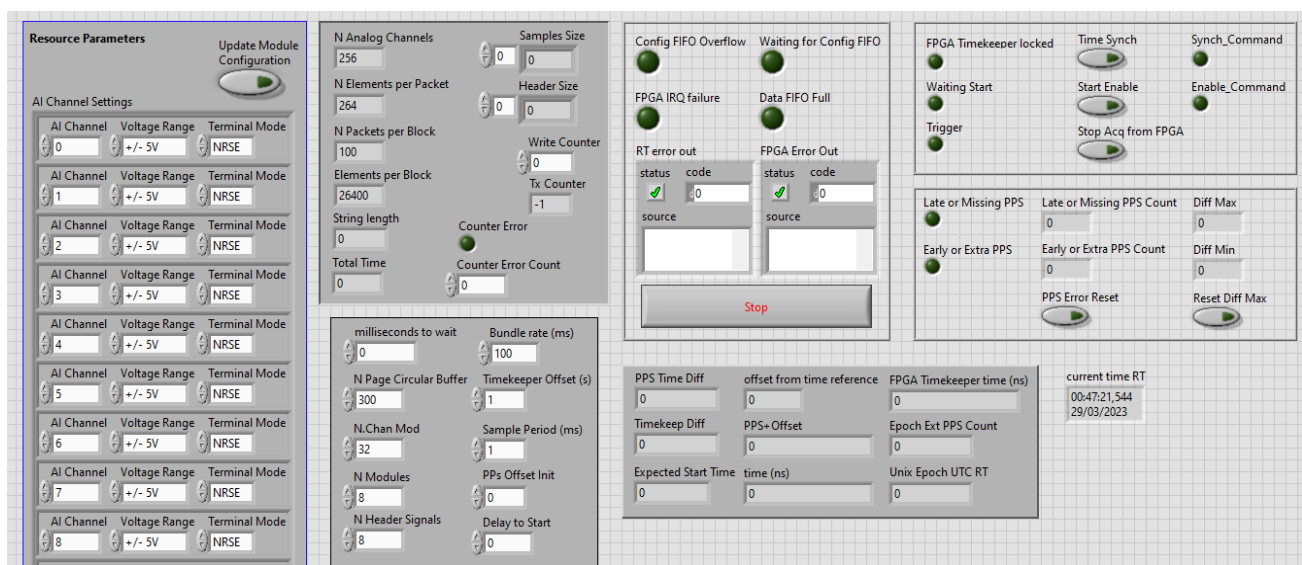 Resource Parameters
Update Module
Configuration
AI Channel Settings
AI Channel Voltage Range Terminal Mode
0 +/- 5V NRSE
AI Channel Voltage Range Terminal Mode
1 +/- 5V NRSE
AI Channel Voltage Range Terminal Mode
2 +/- 5V NRSE
AI Channel Voltage Range Terminal Mode
3 +/- 5V NRSE
AI Channel Voltage Range Terminal Mode
4 +/- 5V NRSE
AI Channel Voltage Range Terminal Mode
5 +/- 5V NRSE
AI Channel Voltage Range Terminal Mode
6 +/- 5V NRSE
AI Channel Voltage Range Terminal Mode
7 +/- 5V NRSE
AI Channel Voltage Range Terminal Mode
8 +/- 5V NRSE
N Analog Channels Samples Size
256 0 0
N Elements per Packet Header Size
264 0 0
N Packets per Block Write Counter
100 0
Elements per Block Tx Counter
26400 -1
String length Counter Error
0
Total Time Counter Error Count
0 0
milliseconds to wait Bundle rate (ms)
0 100
N Page Circular Buffer Timekeeper Offset (s)
300 1
N.Chan Mod Sample Period (ms)
32 1
N Modules PPs Offset Init
8 0
N Header Signals Delay to Start
8 0
Config FIFO Overflow Waiting for Config FIFO
FPGA IRQ failure Data FIFO Full
RT error out FPGA Error Out
status code status code
0 0
source source
Stop
FPGA Timekeeper locked Time Synch Synch_Command
Waiting Start Start Enable Enable_Command
Trigger Stop Acq from FPGA
Late or Missing PPS Late or Missing PPS Count Diff Max
0 0
Early or Extra PPS Early or Extra PPS Count Diff Min
0 0
PPS Error Reset Reset Diff Max
PPS Time Diff offset from time reference FPGA Timekeeper time (ns)
0 0 0
Timekeep Diff PPS+Offset Epoch Ext PPS Count
0 0 0
Expected Start Time time (ns) Unix Epoch UTC RT
0 0 0
current time RT
00:47:21,544
29/03/2023